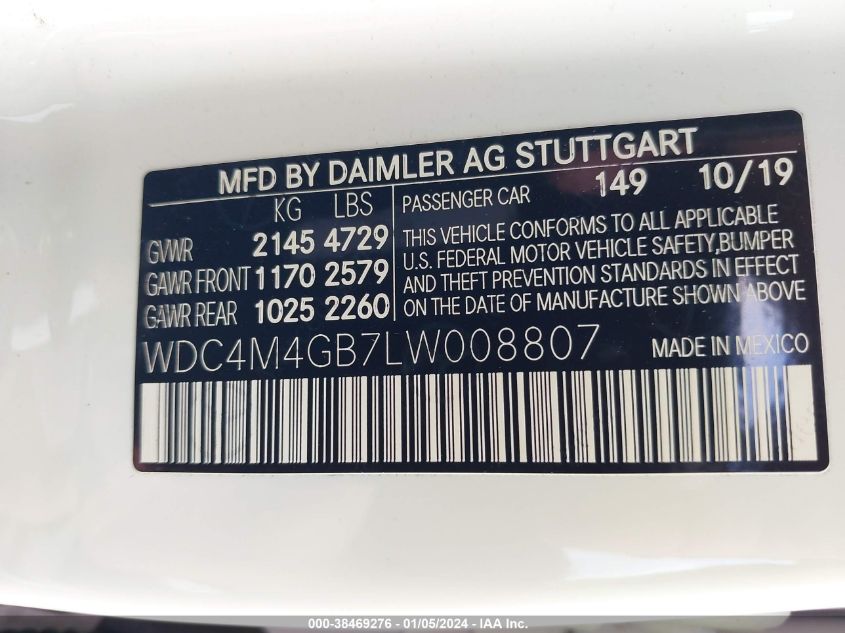 MFD BY DAIMLER AG STUTTGART
KG LBS
GVWR 2145 4729
GAWR FRONT 1170 2579
GAWR REAR 1025 2260
PASSENGER CAR 149 10/19
THIS VEHICLE CONFORMS TO ALL APPLICABLE
U.S. FEDERAL MOTOR VEHICLE SAFETY,BUMPER
AND THEFT PREVENTION STANDARDS IN EFFECT
ON THE DATE OF MANUFACTURE SHOWN ABOVE
WDC4M4GB7LW008807 MADE IN MEXICO
000-38469276 - 01/05/2024 - IAA Inc.